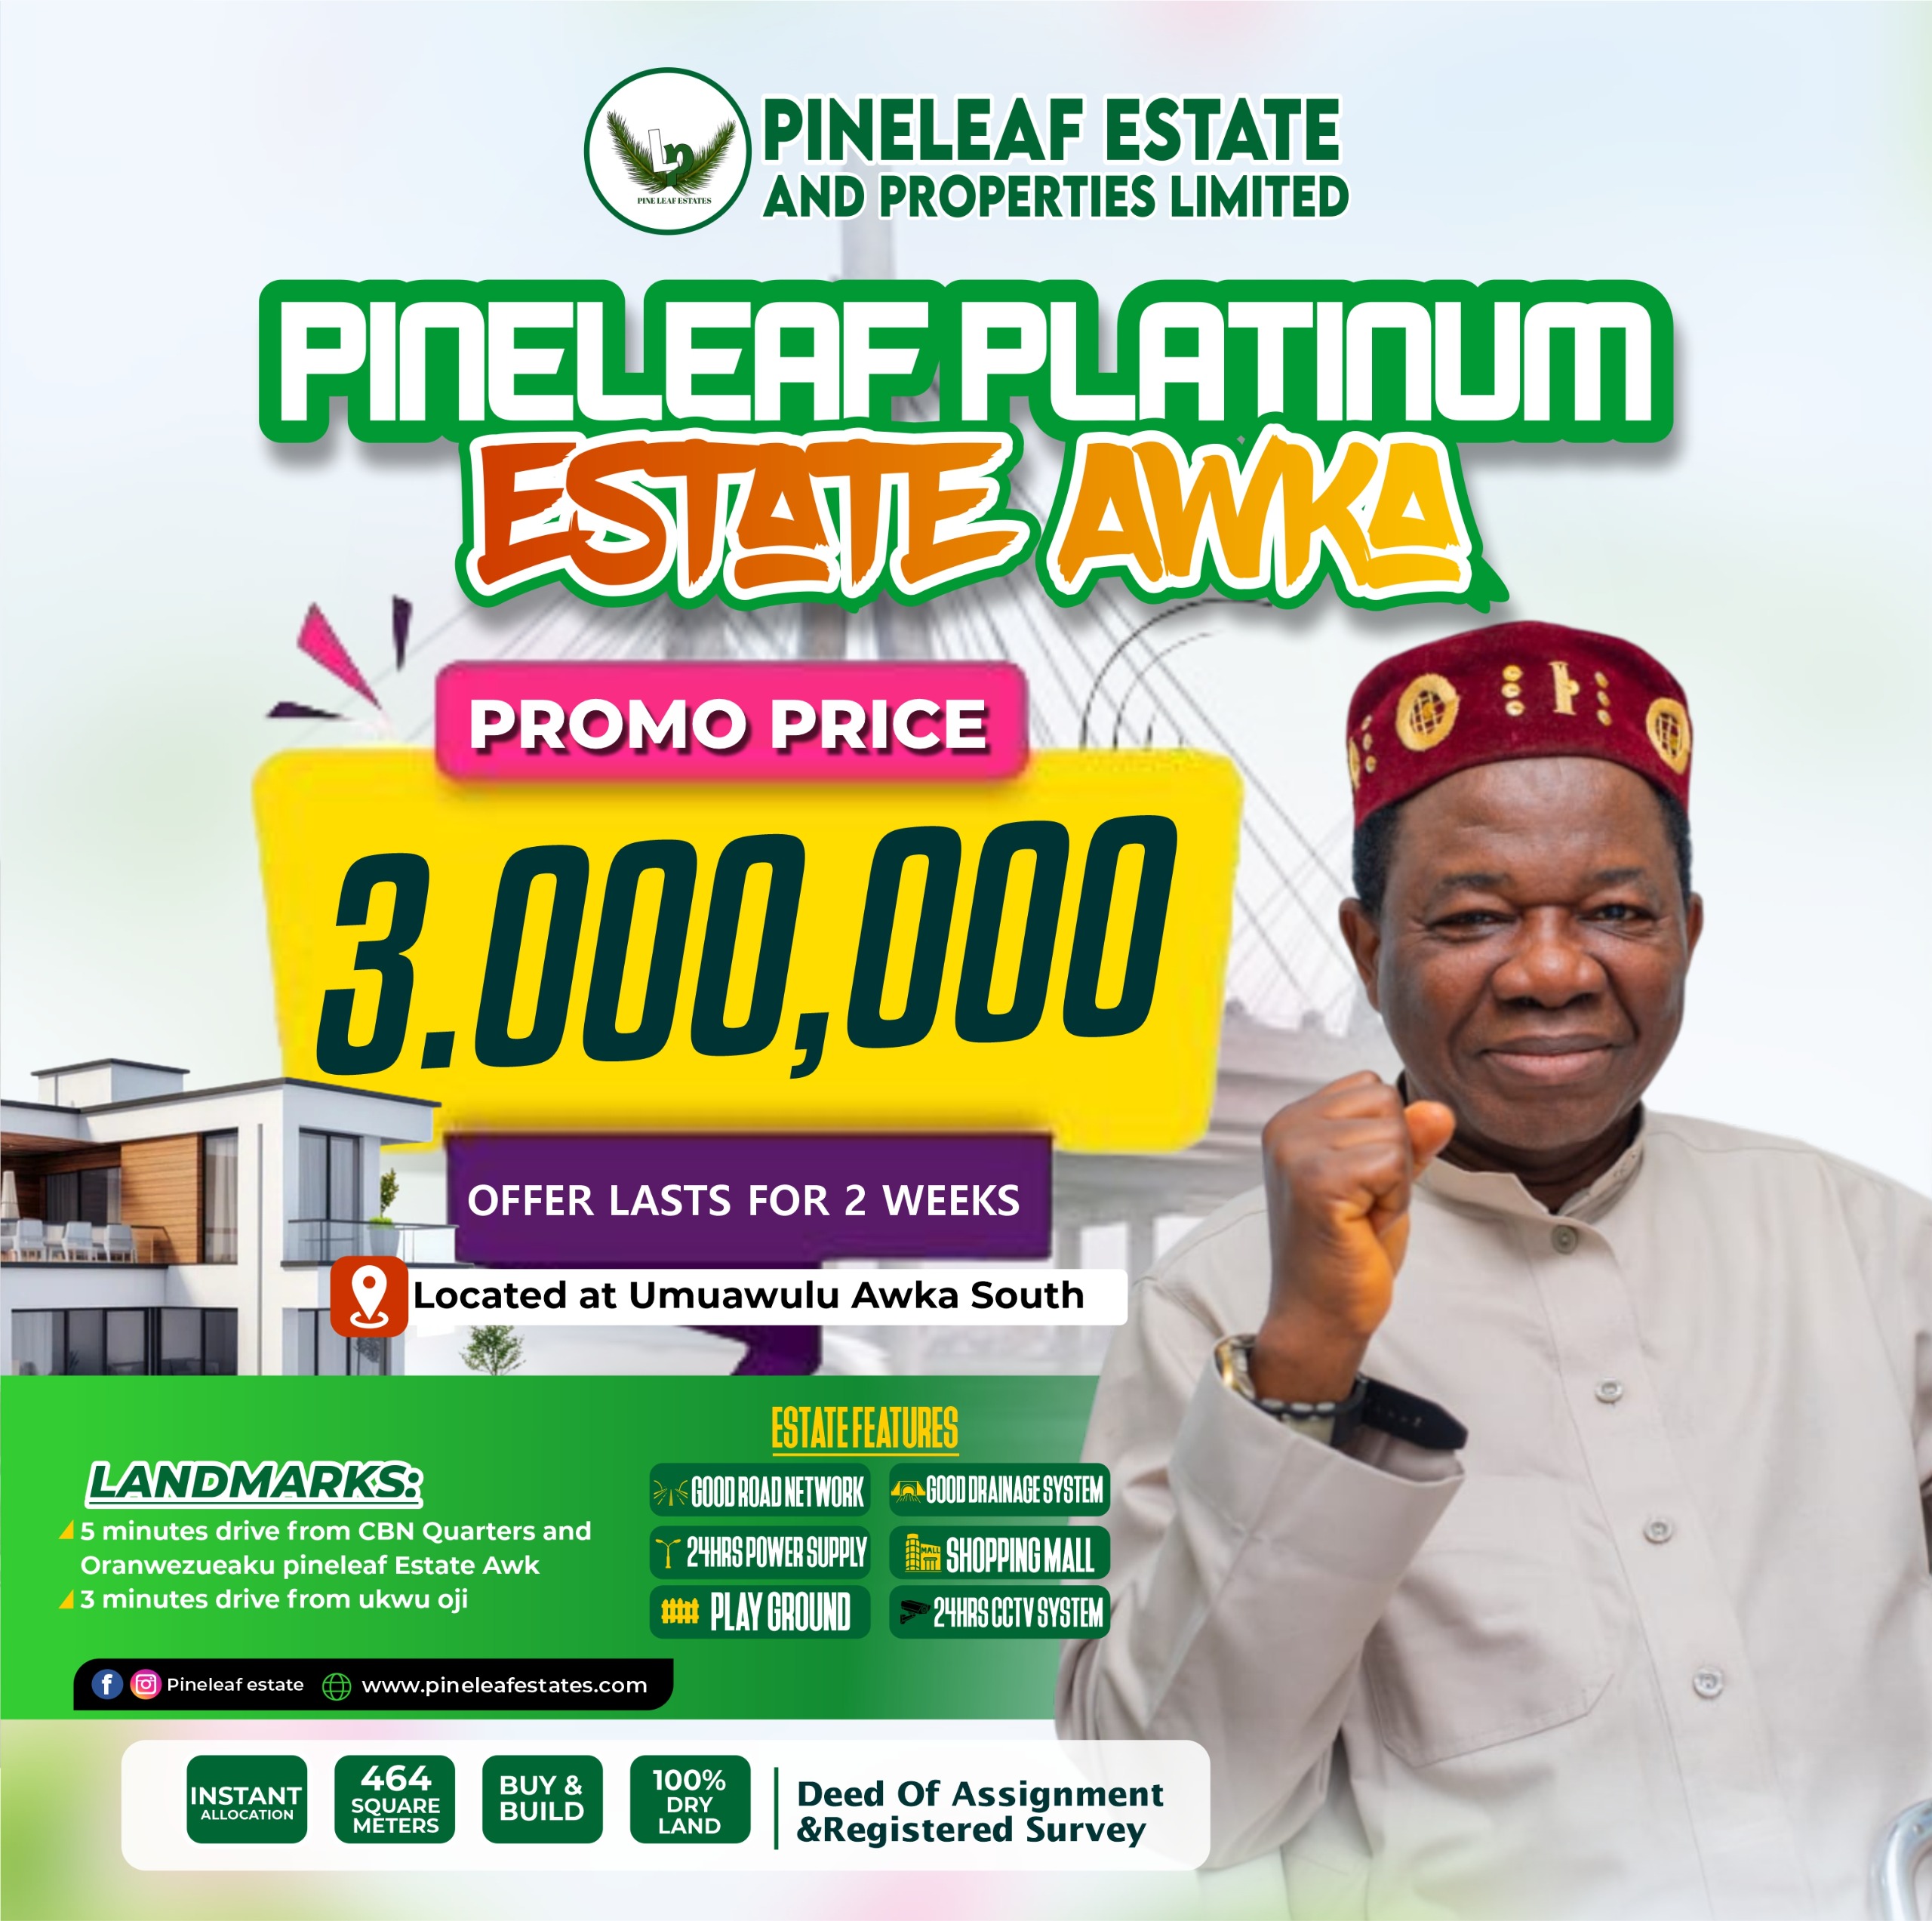 Lp
PINE LEAF ESTATES
PINELEAF ESTATE
AND PROPERTIES LIMITED
PINELEAF PLATINUM
ESTATE AWKA
PROMO PRICE
3.000,000
OFFER LASTS FOR 2 WEEKS
Located at Umuawulu Awka South
LANDMARKS:
5 minutes drive from CBN Quarters and
Oranwezueaku pineleaf Estate Awk
3 minutes drive from ukwu oji
ESTATE FEATURES
GOOD ROAD NETWORK
GOOD DRAINAGE SYSTEM
24HRS POWER SUPPLY
MALL
SHOPPING MALL
PLAY GROUND
24HRS CCTV SYSTEM
Pineleaf estate
www.pineleafestates.com
INSTANT
ALLOCATION
464
SQUARE
METERS
BUY &
BUILD
100%
DRY
LAND
Deed Of Assignment
&Registered Survey